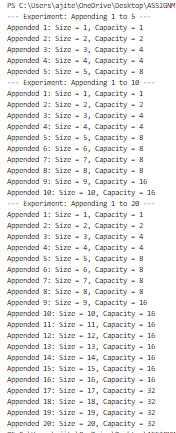 PS C:\Users\ajite\OneDrive\Desktop\ASSIGNM
--- Experiment: Appending 1 to 5 ---
Appended 1: Size = 1, Capacity = 1
Appended 2: Size = 2, Capacity = 2
Appended 3: Size = 3, Capacity = 4
Appended 4: Size = 4, Capacity = 4
Appended 5: Size = 5, Capacity = 8
--- Experiment: Appending 1 to 10 ---
Appended 1: Size = 1, Capacity = 1
Appended 2: Size = 2, Capacity = 2
Appended 3: Size = 3, Capacity = 4
Appended 4: Size = 4, Capacity = 4
Appended 5: Size = 5, Capacity = 8
Appended 6: Size = 6, Capacity = 8
Appended 7: Size = 7, Capacity = 8
Appended 8: Size = 8, Capacity = 8
Appended 9: Size = 9, Capacity = 16
Appended 10: Size = 10, Capacity = 16
--- Experiment: Appending 1 to 20 ---
Appended 1: Size = 1, Capacity = 1
Appended 2: Size = 2, Capacity = 2
Appended 3: Size = 3, Capacity = 4
Appended 4: Size = 4, Capacity = 4
Appended 5: Size = 5, Capacity = 8
Appended 6: Size = 6, Capacity = 8
Appended 7: Size = 7, Capacity = 8
Appended 8: Size = 8, Capacity = 8
Appended 9: Size = 9, Capacity = 16
Appended 10: Size = 10, Capacity = 16
Appended 11: Size = 11, Capacity = 16
Appended 12: Size = 12, Capacity = 16
Appended 13: Size = 13, Capacity = 16
Appended 14: Size = 14, Capacity = 16
Appended 15: Size = 15, Capacity = 16
Appended 16: Size = 16, Capacity = 16
Appended 17: Size = 17, Capacity = 32
Appended 18: Size = 18, Capacity = 32
Appended 19: Size = 19, Capacity = 32
Appended 20: Size = 20, Capacity = 32